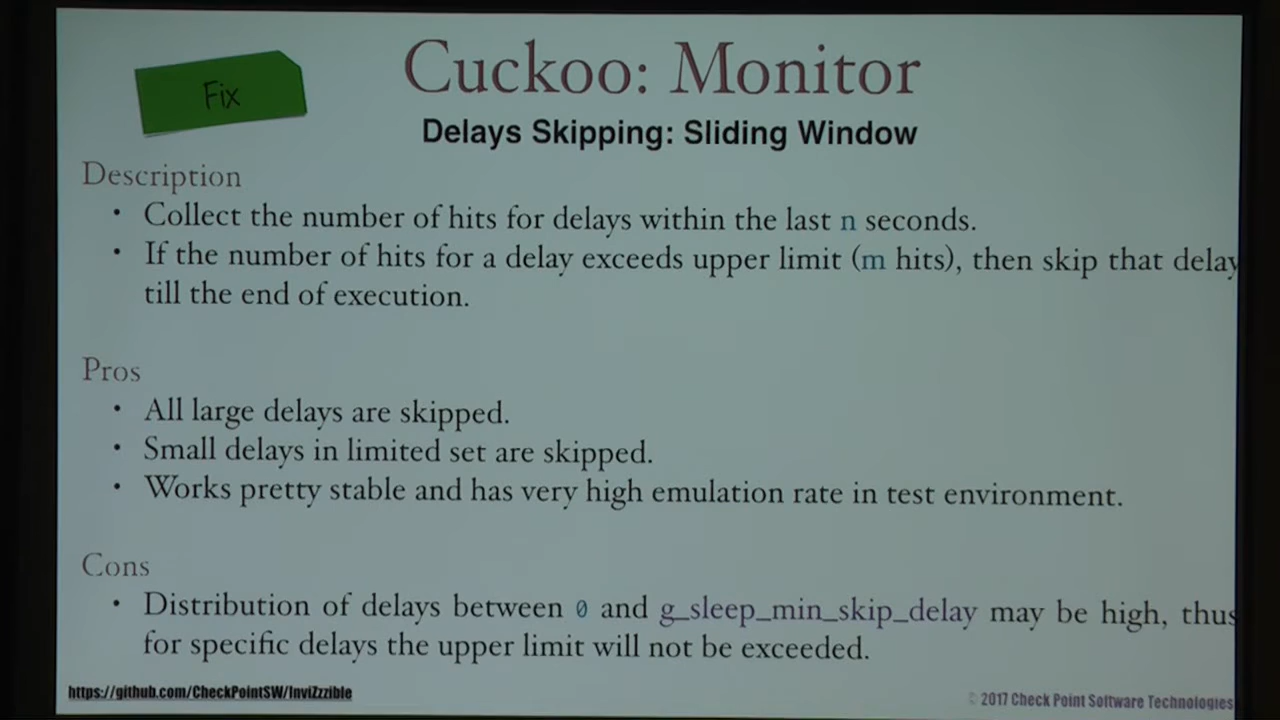 Fix
Cuckoo: Monitor
Delays Skipping: Sliding Window
Description
• Collect the number of hits for delays within the last n seconds.
• If the number of hits for a delay exceeds upper limit (m hits), then skip that delay
till the end of execution.
Pros
• All large delays are skipped.
• Small delays in limited set are skipped.
• Works pretty stable and has very high emulation rate in test environment.
Cons
• Distribution of delays between 0 and g_sleep_min_skip_delay may be high, thus
for specific delays the upper limit will not be exceeded.
https://github.com/CheckPointSW/InviZzzible
© 2017 Check Point Software Technologies